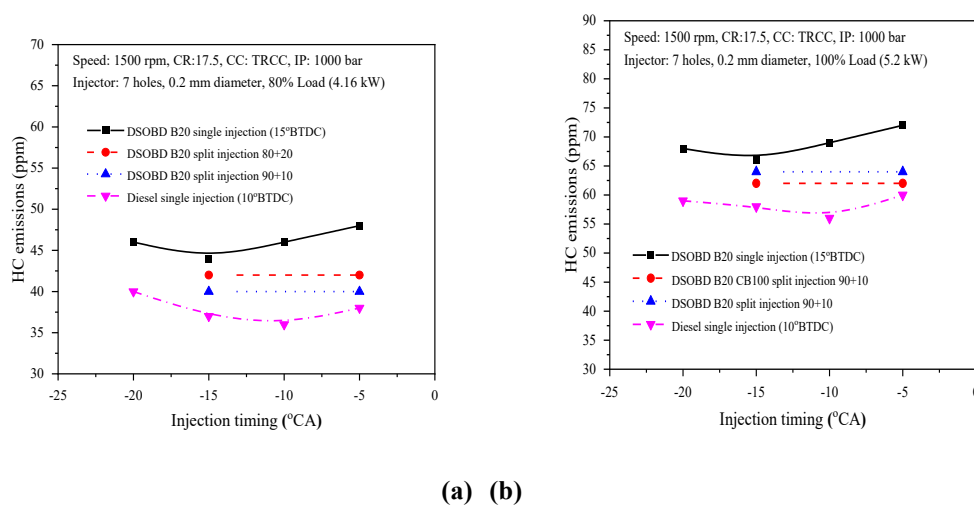 Speed: 1500 rpm, CR:17.5, CC: TRCC, IP: 1000 bar
Injector: 7 holes, 0.2 mm diameter, 80% Load (4.16 kW)
DSOBD B20 single injection (15°BTDC)
DSOBD B20 split injection 80+20
DSOBD B20 split injection 90+10
Diesel single injection (10°BTDC)
HC emissions (ppm)
70
65
60
55
50
45
40
35
30
-25 -20 -15 -10 -5 0
Injection timing (°CA)
Speed: 1500 rpm, CR:17.5, CC: TRCC, IP: 1000 bar
Injector: 7 holes, 0.2 mm diameter, 100% Load (5.2 kW)
DSOBD B20 single injection (15°BTDC)
DSOBD B20 CB100 split injection 90+10
DSOBD B20 split injection 90+10
Diesel single injection (10°BTDC)
HC emissions (ppm)
90
85
80
75
70
65
60
55
50
45
40
35
30
-25 -20 -15 -10 -5 0
Injection timing (°CA)
(a) (b)